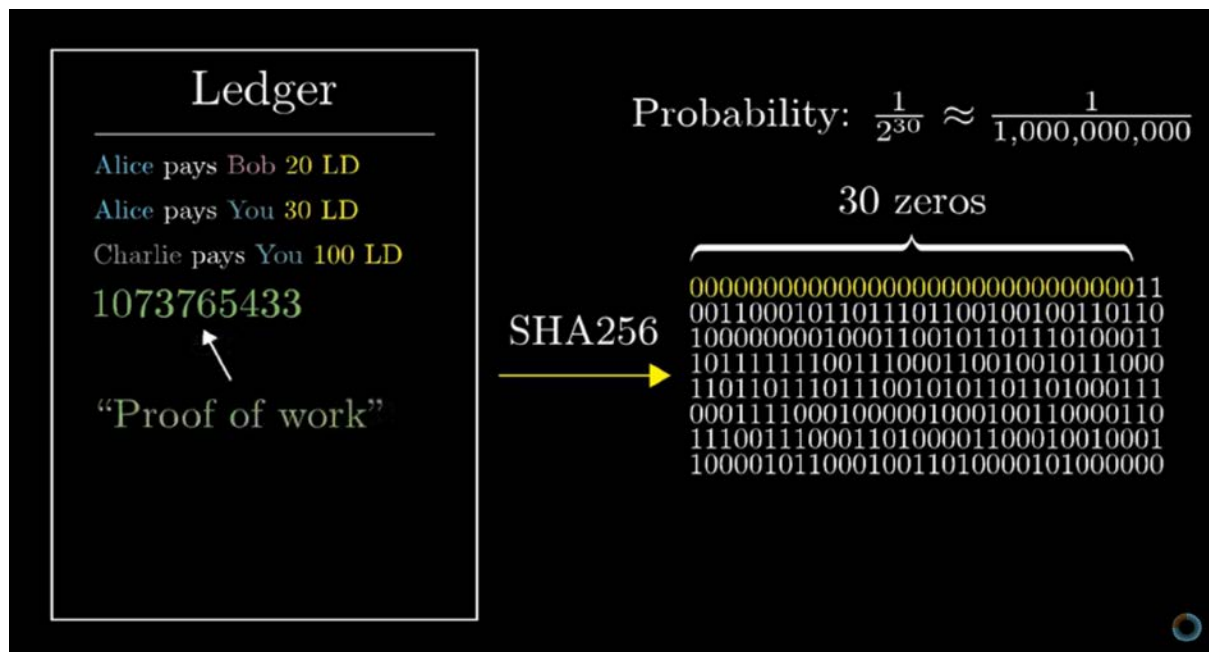 Ledger
Alice pays Bob 20 LD
Alice pays You 30 LD
Charlie pays You 100 LD
1073765433
“Proof of work”
SHA256
Probability: 1/2^30 ≈ 1/1,000,000,000
30 zeros
00000000000000000000000000000011
00110001011011101100100100110110
10000000010001100101101110100011
10111111100111000110010010111000
11011011101110010101101101000111
00011110001000001000100110000110
11100111000110100001100010010001
10000101100010011010000101000000